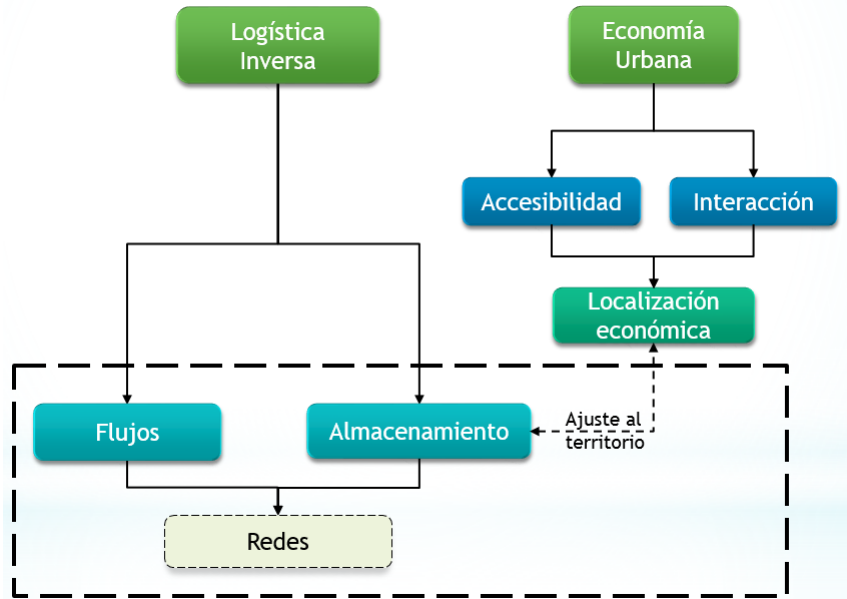 Logística
Inversa
Economía
Urbana
Accesibilidad
Interacción
Localización
económica
Flujos
Almacenamiento
Ajuste al
territorio
Redes